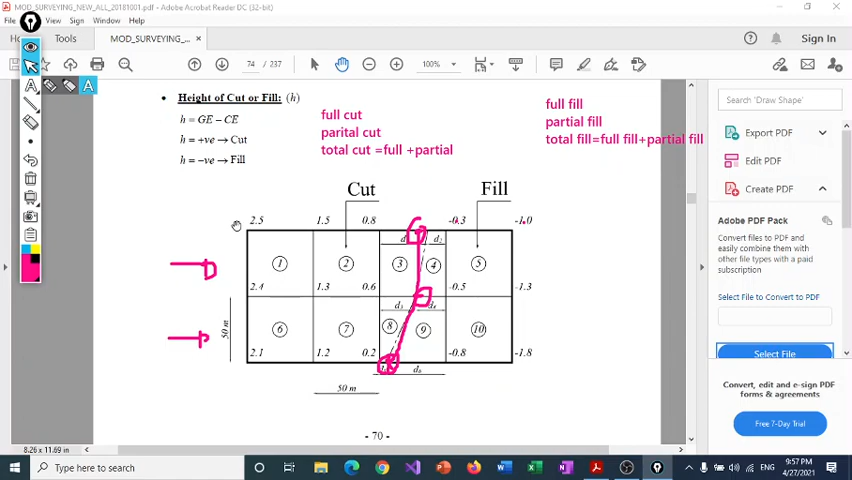 MOD_SURVEYING_NEW_ALL_20181001.pdf - Adobe Acrobat Reader DC (32-bit)
File View Sign Window Help
Tools
MOD_SURVEYING_...
Sign In
74 / 237
100%
Height of Cut or Fill: (h)
h = GE − CE
h = +ve → Cut
h = −ve → Fill
full cut
parital cut
total cut =full +partial
full fill
partial fill
total fill=full fill+partial fill
Cut
Fill
2.5 1.5 0.8 -0.3 -1.0
1 2 3 4 5
2.4 1.3 0.6 -0.5 -1.3
50 m
6 7 8 9 10
2.1 1.2 0.2 -0.8 -1.8
50 m
- 70 -
8.26 x 11.69 in
Search 'Draw Shape'
Export PDF
Edit PDF
Create PDF
Adobe PDF Pack
Convert files to PDF and
easily combine them with
other file types with a paid
subscription
Select File to Convert to PDF
Select File
Convert, edit and e-sign PDF
forms & agreements
Free 7-Day Trial
Type here to search
ENG
9:57 PM
4/27/2021